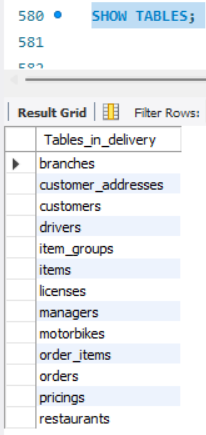 580 SHOW TABLES;
581
582
Result Grid Filter Rows:
Tables_in_delivery
branches
customer_addresses
customers
drivers
item_groups
items
licenses
managers
motorbikes
order_items
orders
pricings
restaurants